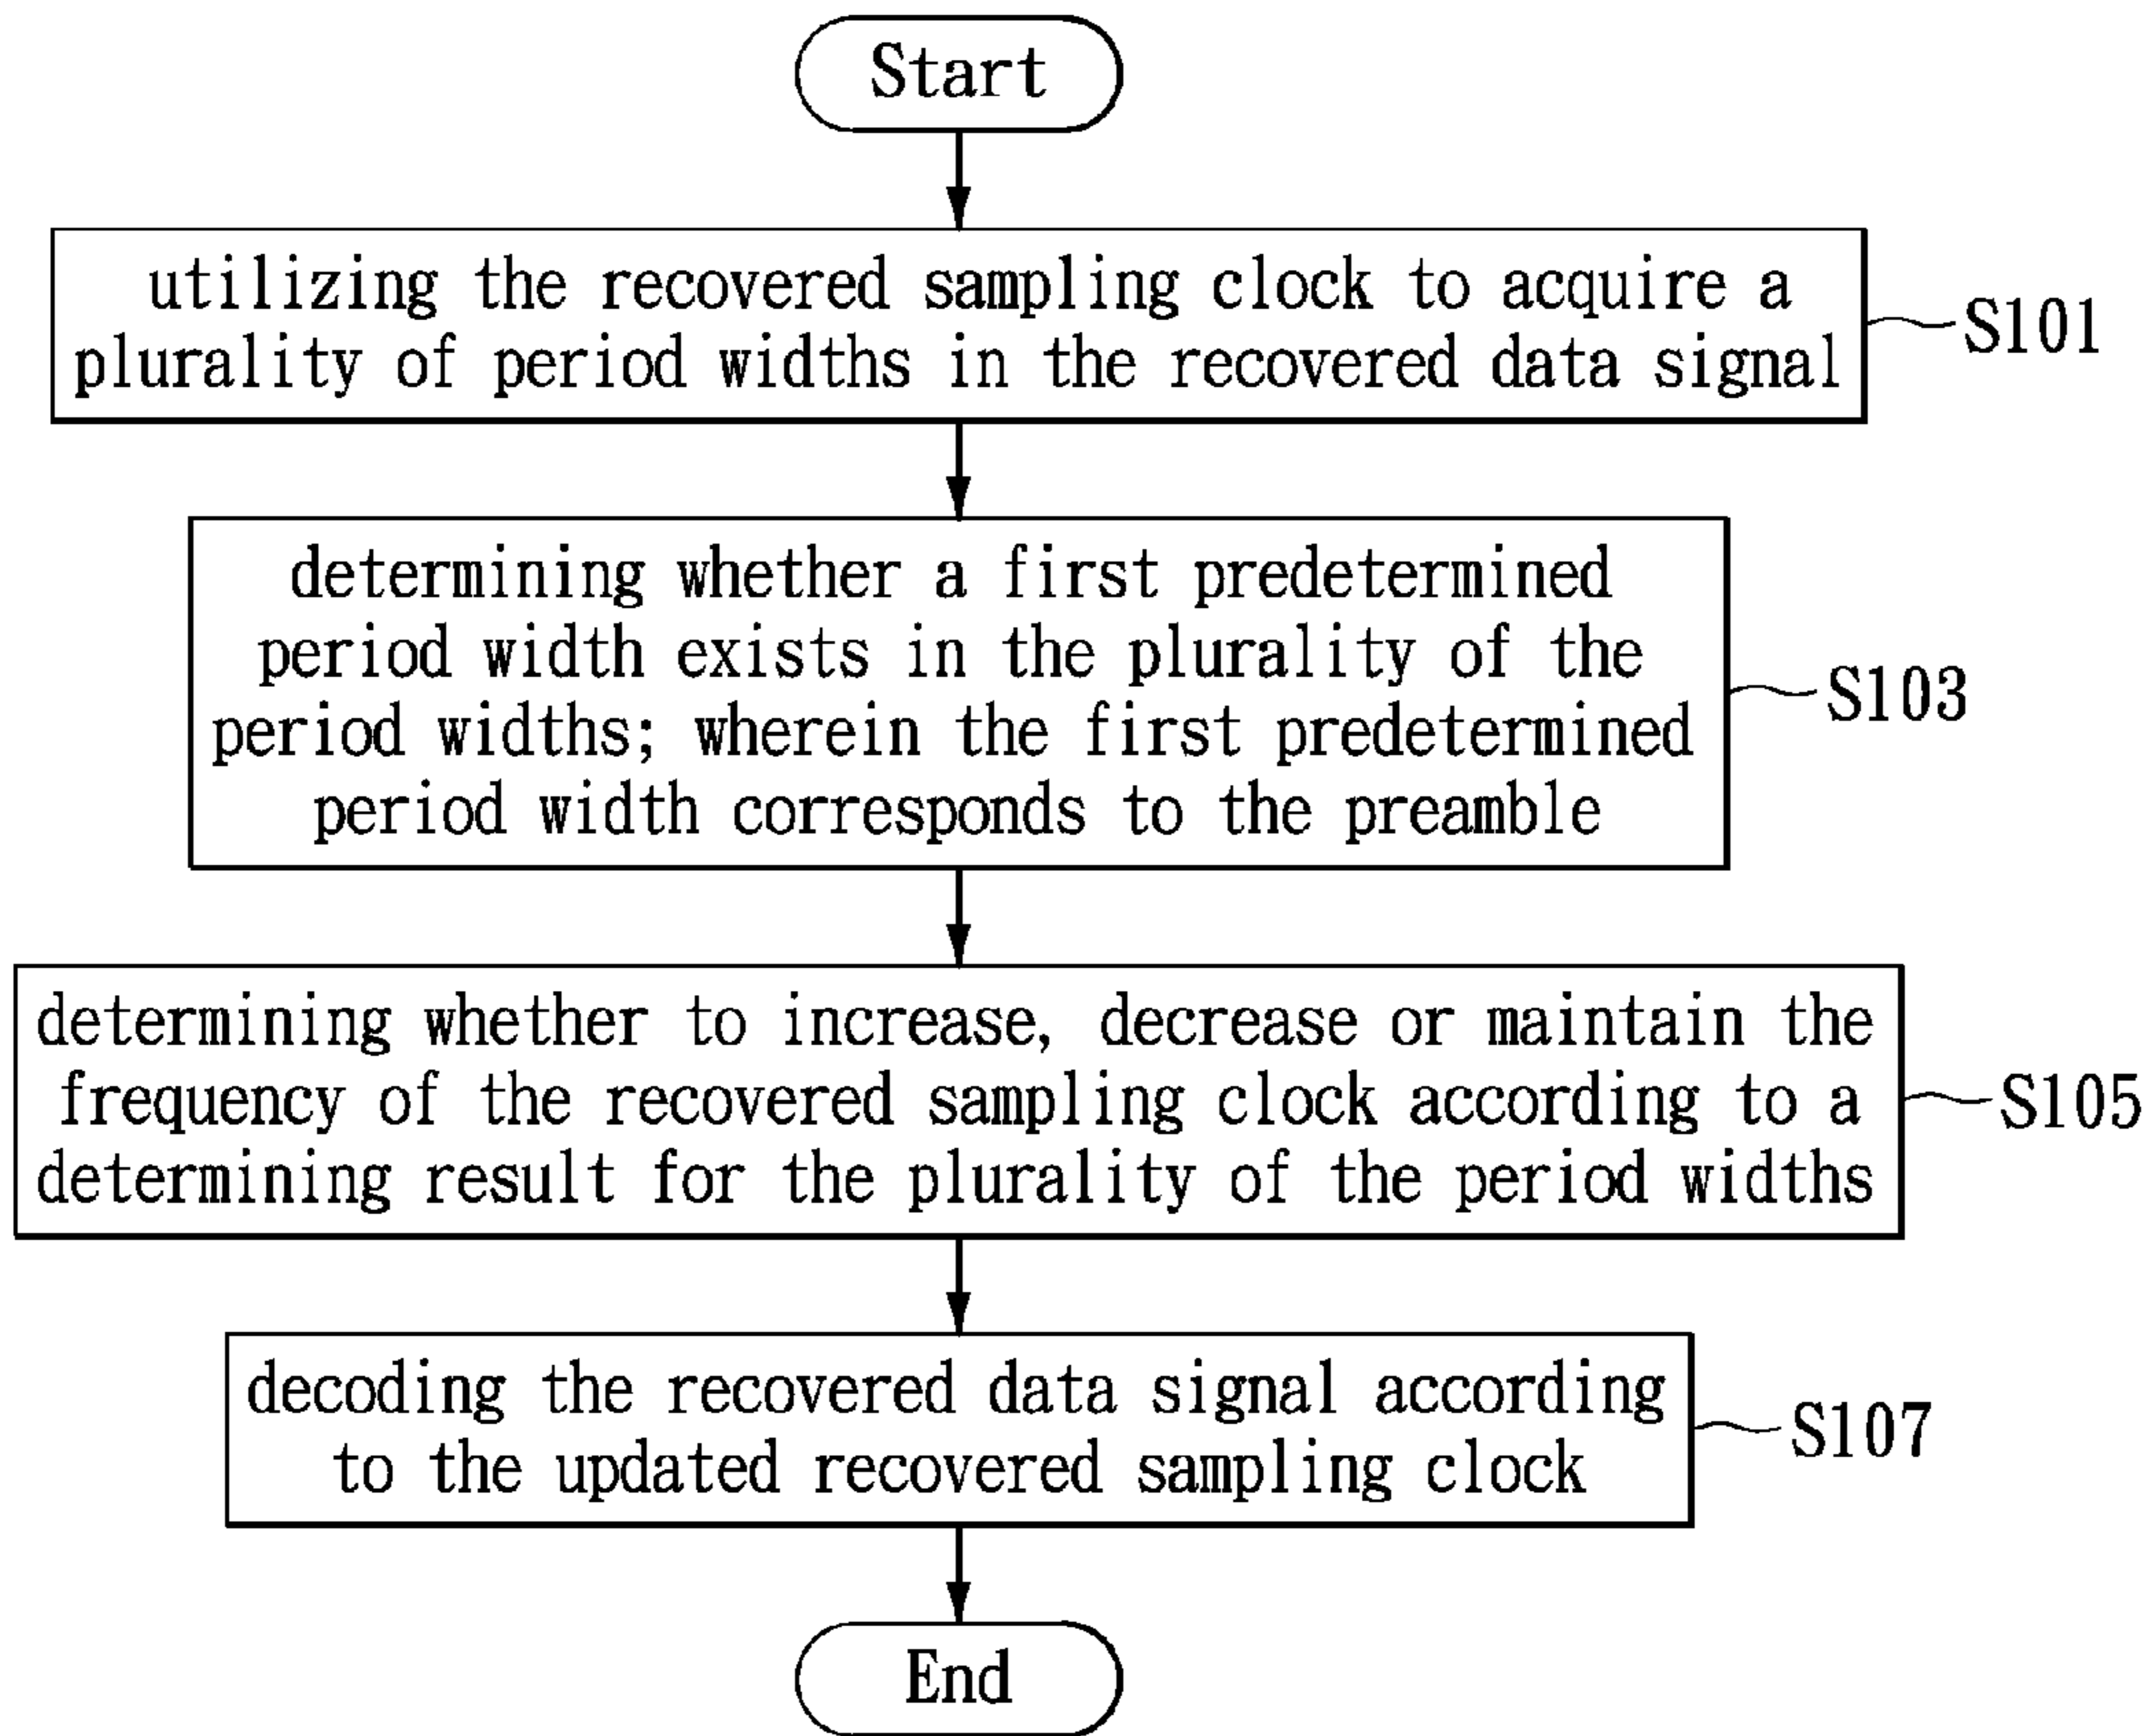 Start
utilizing the recovered sampling clock to acquire a
plurality of period widths in the recovered data signal
S101
determining whether a first predetermined
period width exists in the plurality of the
period widths; wherein the first predetermined
period width corresponds to the preamble
S103
determining whether to increase, decrease or maintain the
frequency of the recovered sampling clock according to a
determining result for the plurality of the period widths
S105
decoding the recovered data signal according
to the updated recovered sampling clock
S107
End